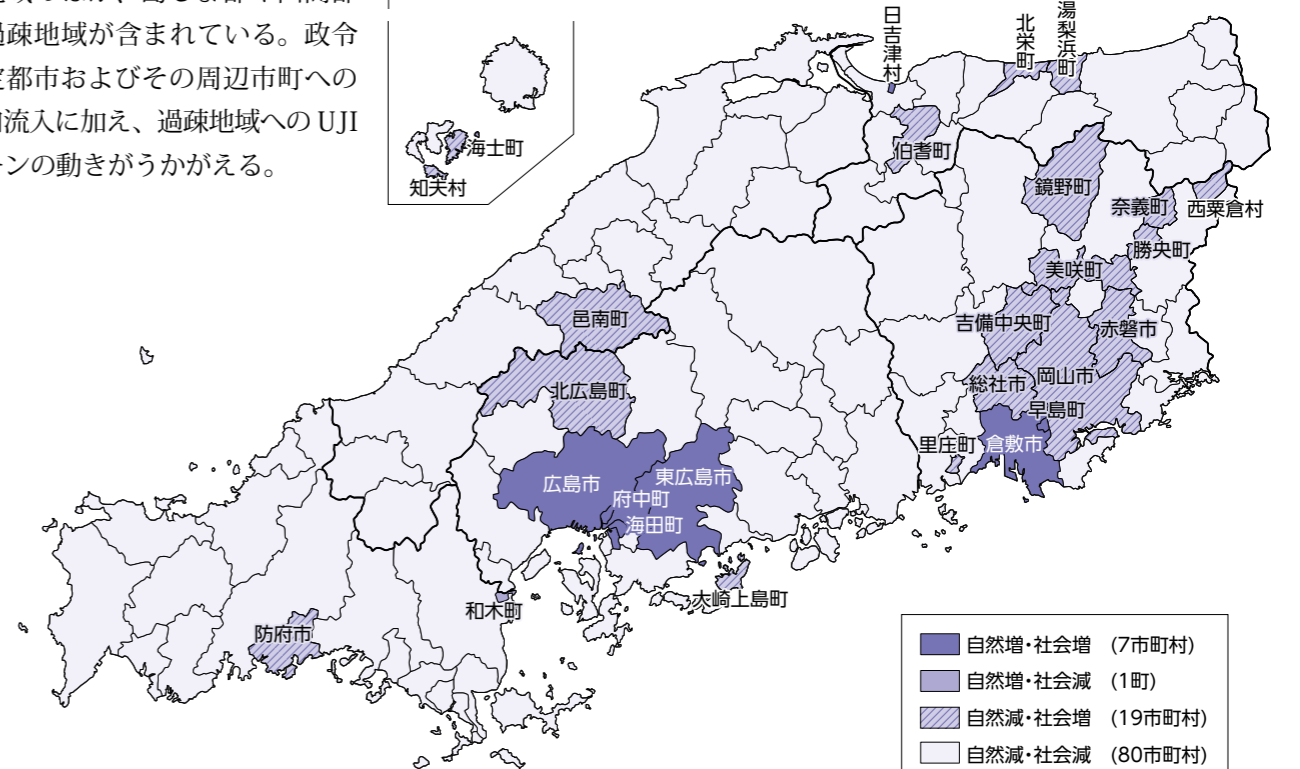 過疎地域が含まれている。政令
定都市およびその周辺市町への
流入に加え、過疎地域へのUJI
ーンの動きがうかがえる。
海士町
知夫村
日吉津村
北栄町
湯梨浜町
伯耆町
鏡野町
奈義町
西粟倉村
勝央町
美咲町
邑南町
吉備中央町
赤磐市
北広島町
総社市
岡山市
早島町
里庄町
倉敷市
広島市
東広島市
府中町
海田町
大崎上島町
和木町
防府市
自然増・社会増 (7市町村)
自然増・社会減 (1町)
自然減・社会増 (19市町村)
自然減・社会減 (80市町村)